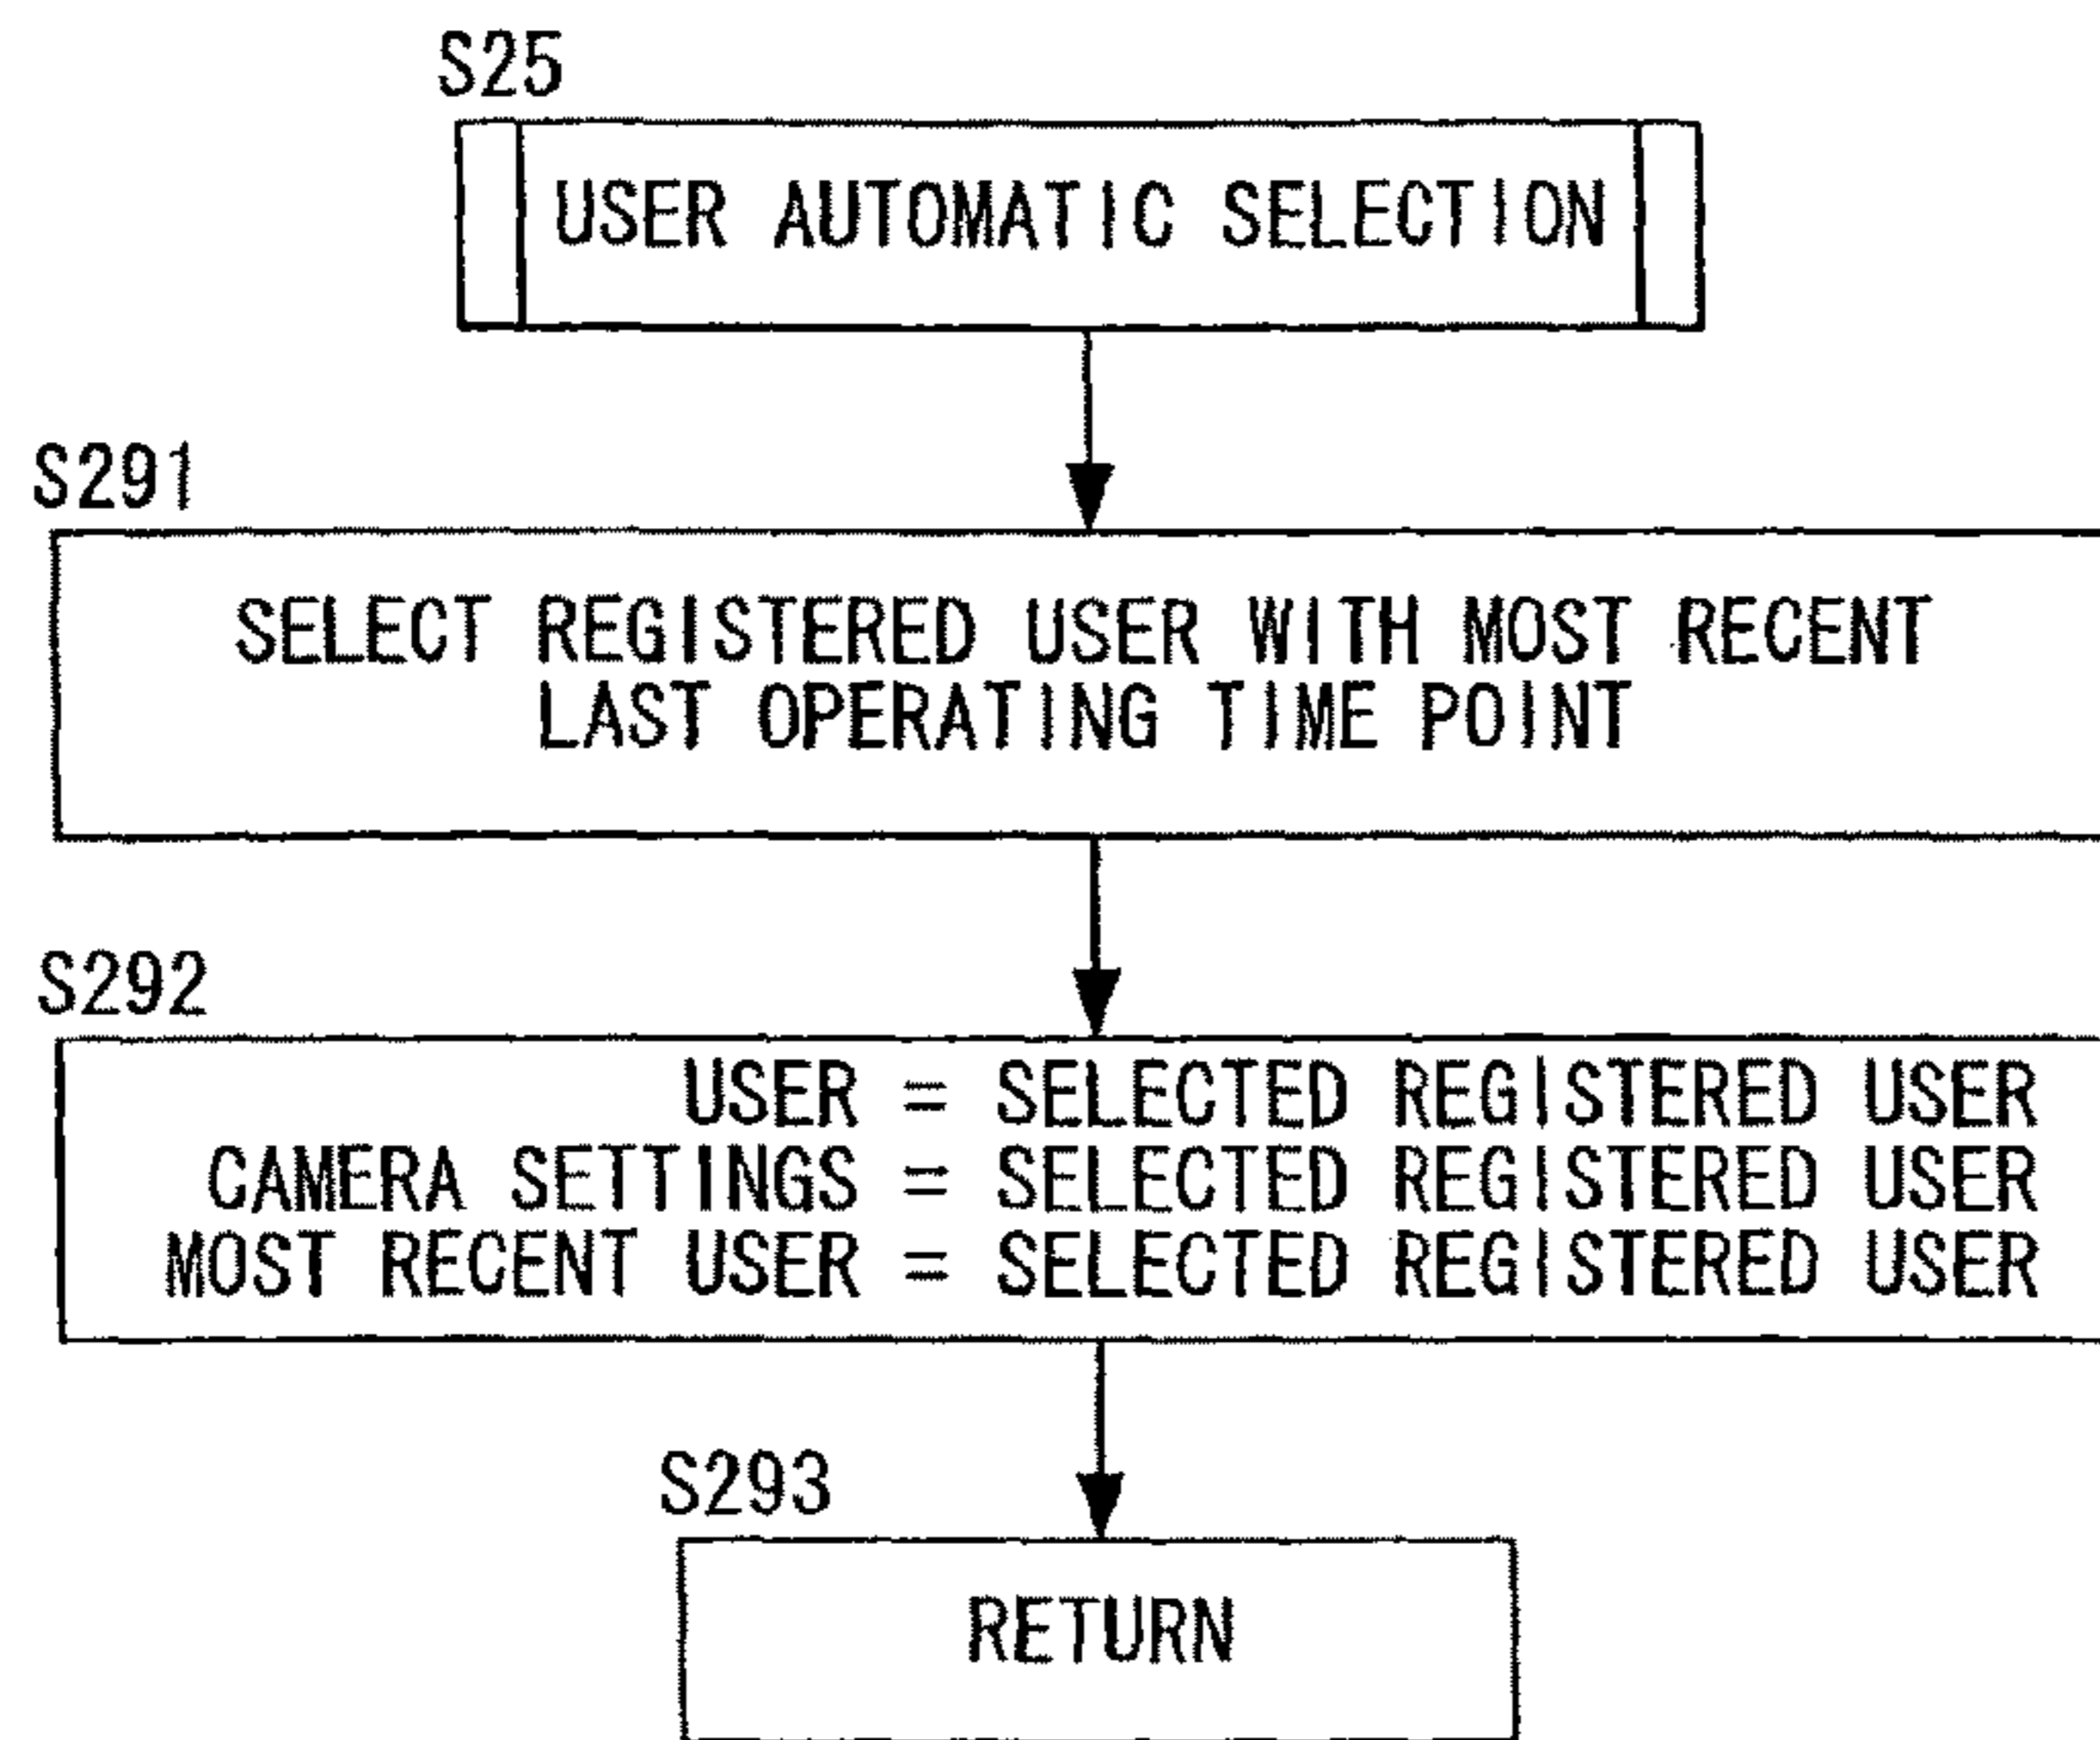 S25
USER AUTOMATIC SELECTION
S291
SELECT REGISTERED USER WITH MOST RECENT
LAST OPERATING TIME POINT
S292
USER = SELECTED REGISTERED USER
CAMERA SETTINGS = SELECTED REGISTERED USER
MOST RECENT USER = SELECTED REGISTERED USER
S293
RETURN